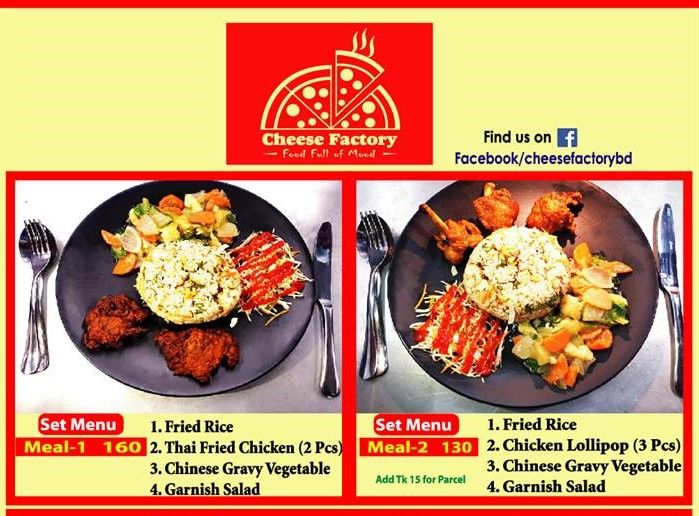 Cheese Factory
Food Full of Mood
Find us on f
Facebook/cheesefactorybd
Set Menu
Meal-1 160
1. Fried Rice
2. Thai Fried Chicken (2 Pcs)
3. Chinese Gravy Vegetable
4. Garnish Salad
Set Menu
Meal-2 130
Add Tk 15 for Parcel
1. Fried Rice
2. Chicken Lollipop (3 Pcs)
3. Chinese Gravy Vegetable
4. Garnish Salad